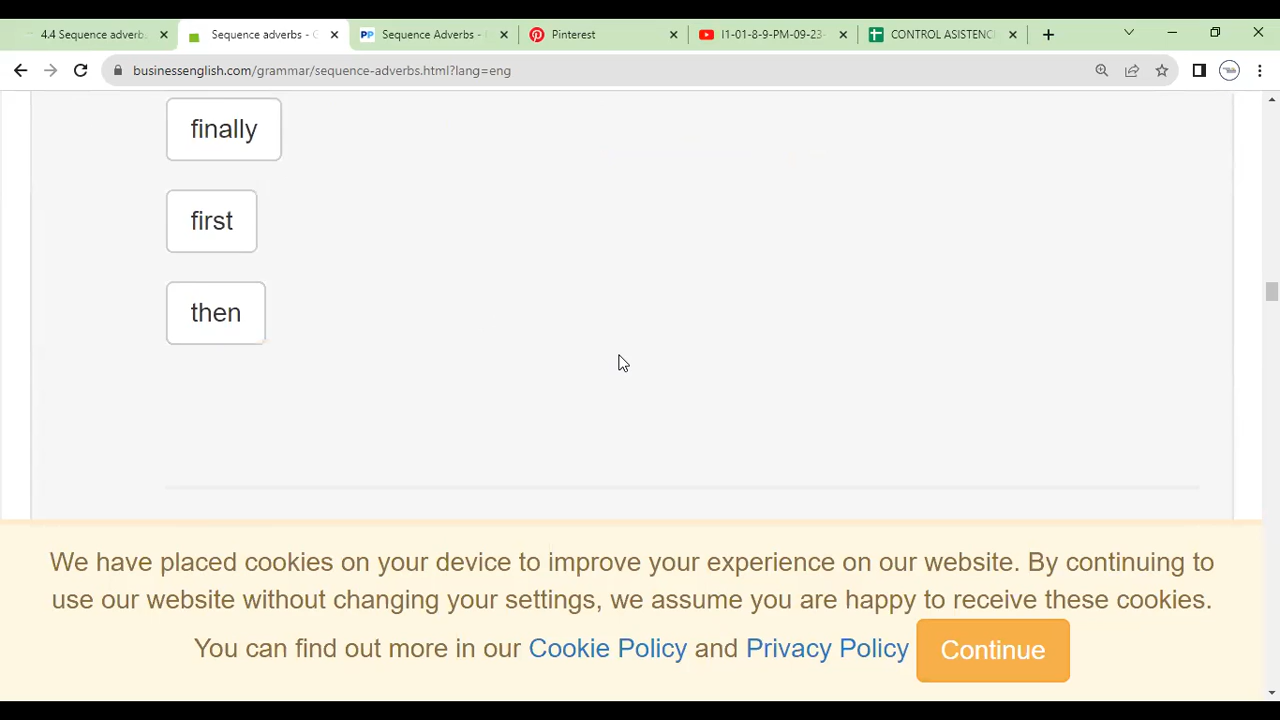 4.4 Sequence adverb.
Sequence adverbs - G
Sequence Adverbs - 
Pinterest
I1-01-8-9-PM-09-23-
CONTROL ASISTENC
businessenglish.com/grammar/sequence-adverbs.html?lang=eng
finally
first
then
We have placed cookies on your device to improve your experience on our website. By continuing to
use our website without changing your settings, we assume you are happy to receive these cookies.
You can find out more in our Cookie Policy and Privacy Policy Continue